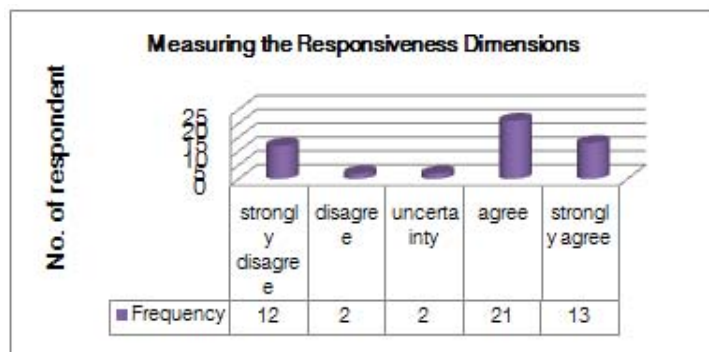 Measuring the Responsiveness Dimensions
No. of respondent
25
20
15
10
5
0
strongl
y
disagre
e
disagre
e
uncerta
inty
agree
strongl
y agree
Frequency 12 2 2 21 13